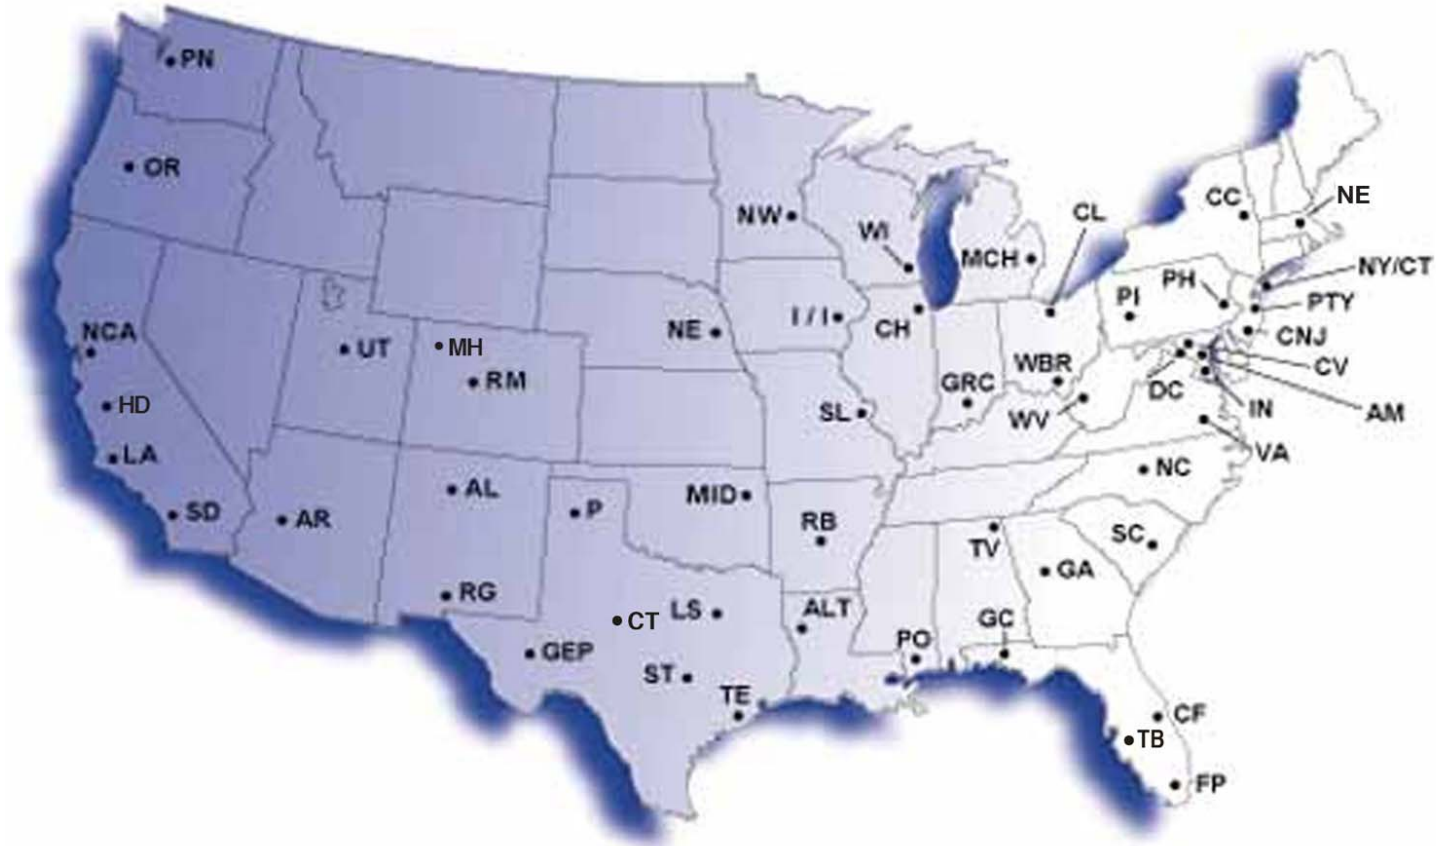 PN
OR
CC
NE
NW
WI
CL
MCH
NY/CT
PH
PI
PTY
I / I
CH
NE
NCA
UT
MH
CNJ
CV
WBR
RM
GRC
DC
IN
AM
HD
SL
WV
LA
VA
NC
AL
MID
SD
AR
P
RB
SC
TV
GA
RG
LS
ALT
CT
GC
PO
GEP
ST
TE
CF
TB
FP